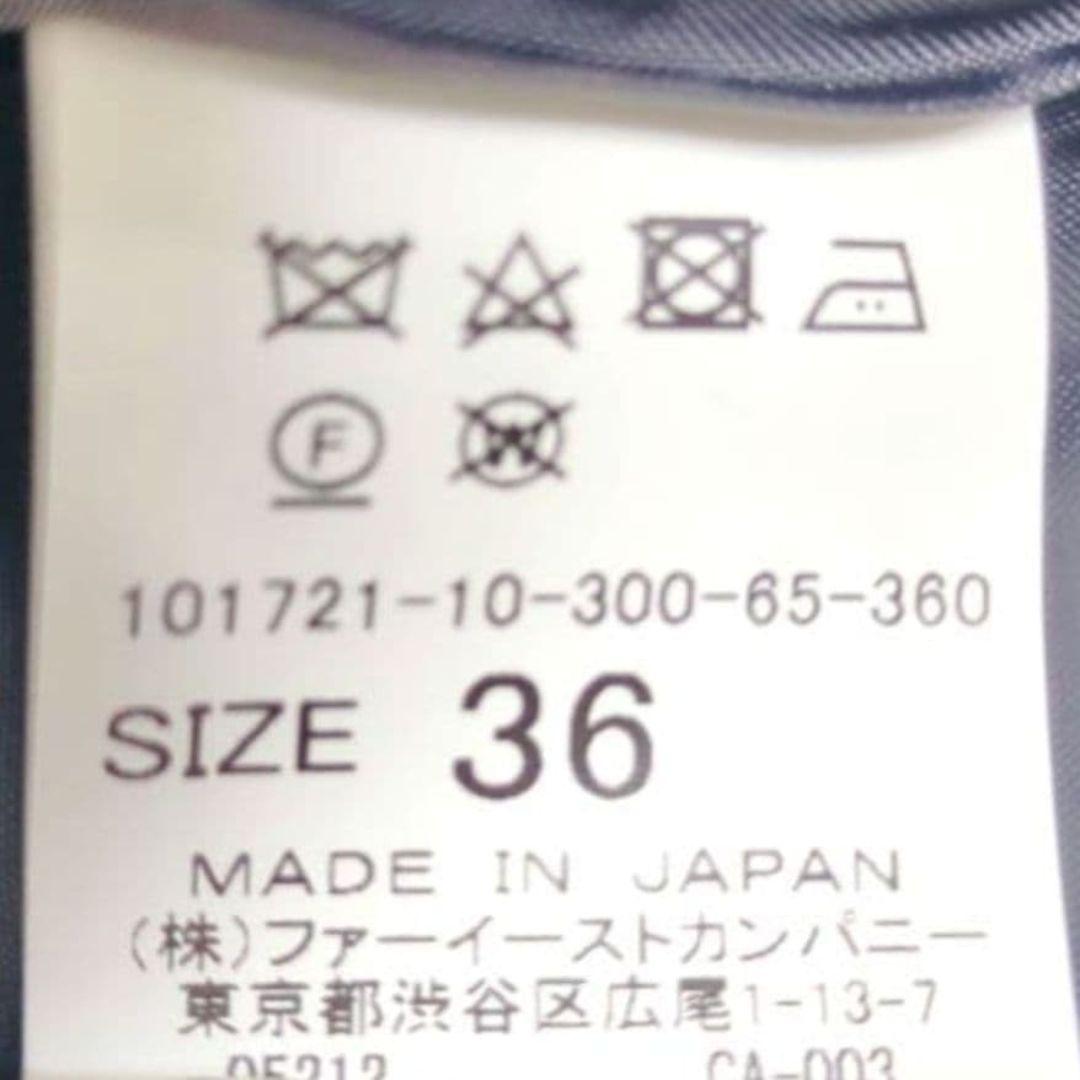 F W
101721-10-300-65-360
SIZE 36
MADE IN JAPAN
(株)ファーイーストカンパニー
東京都渋谷区広尾1-13-7